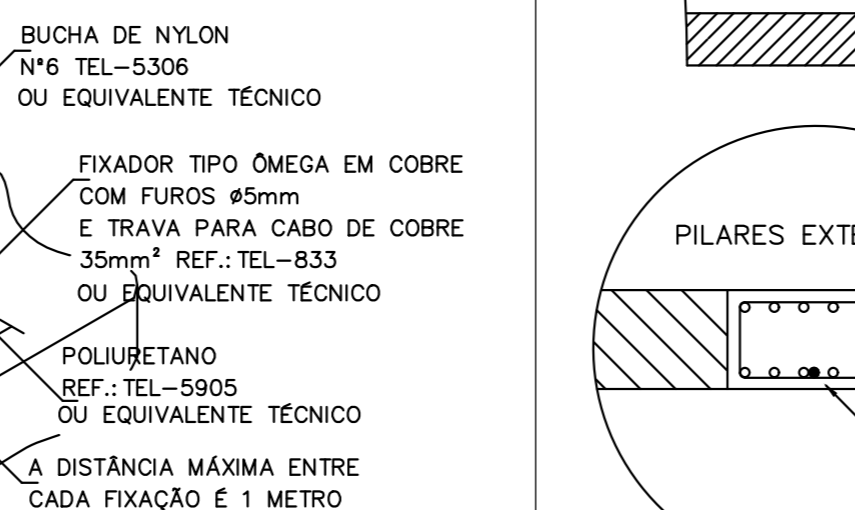 BUCHA DE NYLON
Nº6 TEL-5306
OU EQUIVALENTE TÉCNICO
FIXADOR TIPO ÔMEGA EM COBRE
COM FUROS ø5mm
E TRAVA PARA CABO DE COBRE
35mm² REF.: TEL-833
OU EQUIVALENTE TÉCNICO
POLIURETANO
REF.: TEL-5905
OU EQUIVALENTE TÉCNICO
A DISTÂNCIA MÁXIMA ENTRE
CADA FIXAÇÃO É 1 METRO
PILARES